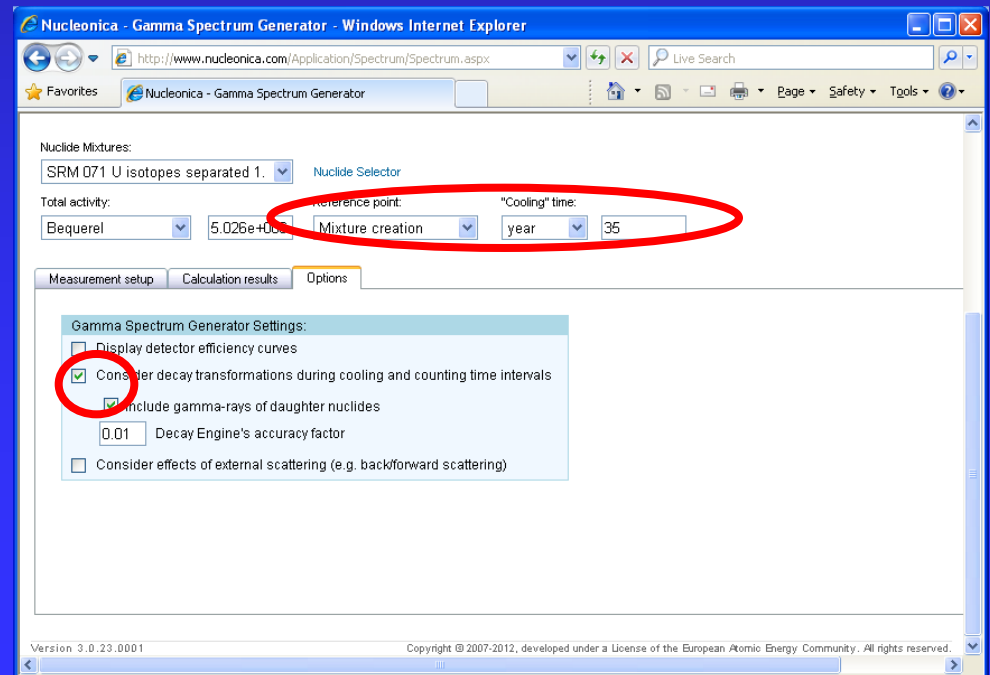 Nucleonica - Gamma Spectrum Generator - Windows Internet Explorer
http://www.nucleonica.com/Application/Spectrum/Spectrum.aspx
Live Search
Favorites
Nucleonica - Gamma Spectrum Generator
Page
Safety
Tools
Nuclide Mixtures:
SRM 071 U isotopes separated 1.
Nuclide Selector
Total activity:
Reference point:
"Cooling" time:
Bequerel
Mixture creation
year
35
Measurement setup
Calculation results
Options
Gamma Spectrum Generator Settings:
Display detector efficiency curves
Consider decay transformations during cooling and counting time intervals
Include gamma-rays of daughter nuclides
0.01 Decay Engine's accuracy factor
Consider effects of external scattering (e.g. back/forward scattering)
Version 3.0.23.0001
Copyright © 2007-2012, developed under a License of the European Atomic Energy Community. All rights reserved.